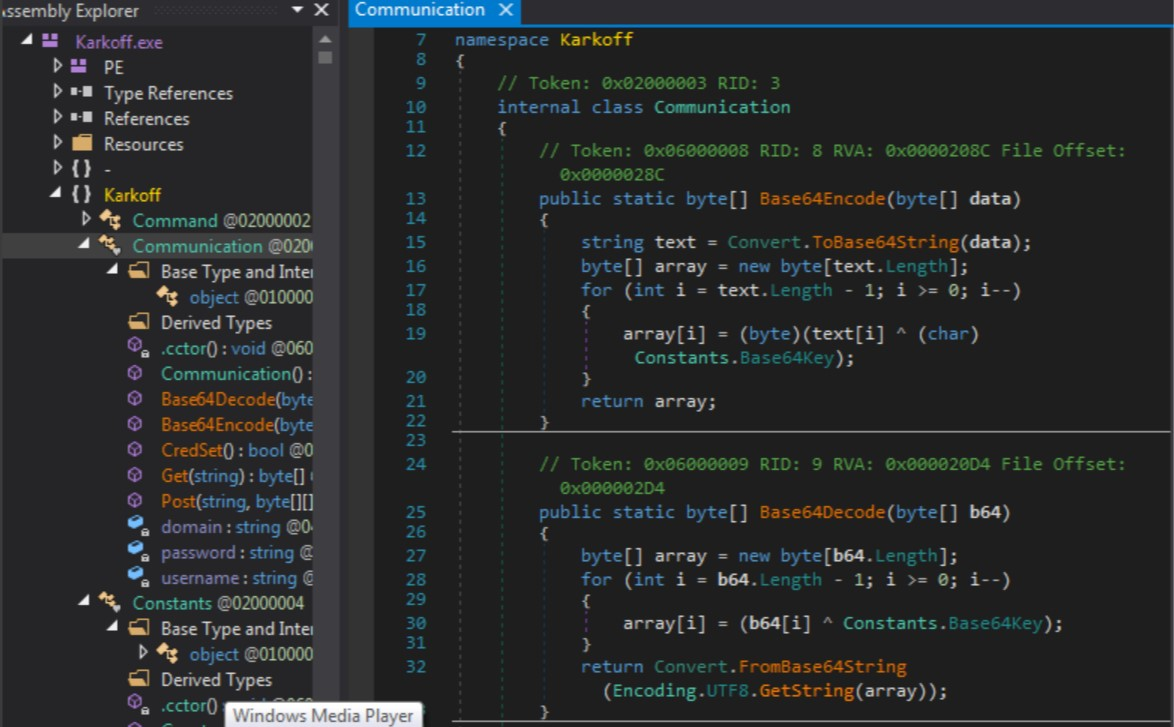 Assembly Explorer
Karkoff.exe
PE
Type References
References
Resources
{ } -
{ } Karkoff
Command @02000002
Communication @020
Base Type and Inter
object @010000
Derived Types
.cctor() : void @060
Communication() :
Base64Decode(byte
Base64Encode(byte
CredSet() : bool @0
Get(string) : byte[]
Post(string, byte[][]
domain : string @04
password : string @
username : string @
Constants @02000004
Base Type and Inter
object @010000
Derived Types
.cctor()
Windows Media Player
Communication
7 namespace Karkoff
8 {
9 // Token: 0x02000003 RID: 3
10 internal class Communication
11 {
12 // Token: 0x06000008 RID: 8 RVA: 0x0000208C File Offset:
0x0000028C
13 public static byte[] Base64Encode(byte[] data)
14 {
15 string text = Convert.ToBase64String(data);
16 byte[] array = new byte[text.Length];
17 for (int i = text.Length - 1; i >= 0; i--)
18 {
19 array[i] = (byte)(text[i] ^ (char)
Constants.Base64Key);
20 }
21 return array;
22 }
23
24 // Token: 0x06000009 RID: 9 RVA: 0x000020D4 File Offset:
0x000002D4
25 public static byte[] Base64Decode(byte[] b64)
26 {
27 byte[] array = new byte[b64.Length];
28 for (int i = b64.Length - 1; i >= 0; i--)
29 {
30 array[i] = (b64[i] ^ Constants.Base64Key);
31 }
32 return Convert.FromBase64String
(Encoding.UTF8.GetString(array));
}